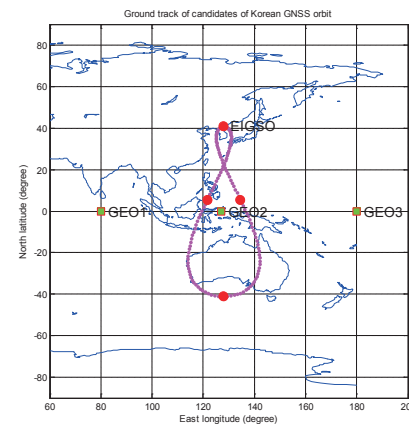 Ground track of candidates of Korean GNSS orbit
80
60
40
EIGSO
20
0
GEO1
GEO2
GEO3
-20
-40
-60
-80
60
80
100
120
140
160
180
200
East longitude (degree)
North latitude (degree)